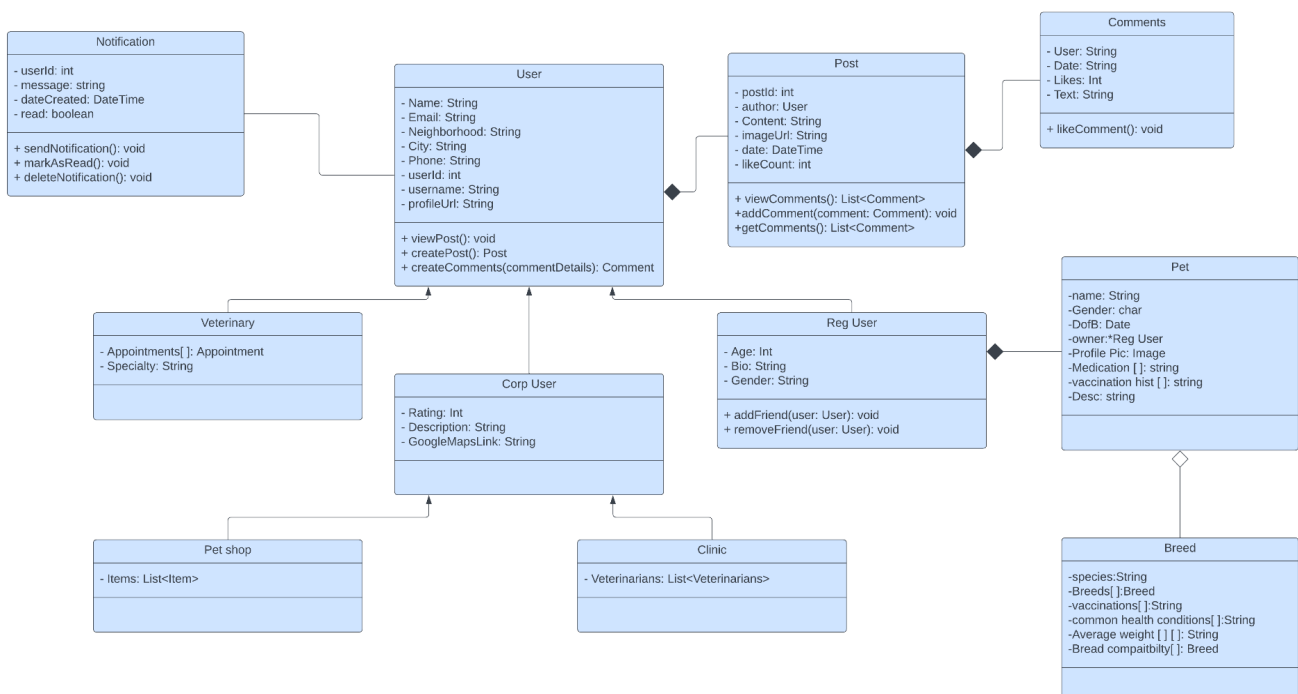 Notification
- userId: int
- message: string
- dateCreated: DateTime
- read: boolean
+ sendNotification(): void
+ markAsRead(): void
+ deleteNotification(): void
User
- Name: String
- Email: String
- Neighborhood: String
- City: String
- Phone: String
- userId: int
- username: String
- profileUrl: String
+ viewPost(): void
+ createPost(): Post
+ createComments(commentDetails): Comment
Post
- postId: int
- author: User
- Content: String
- imageUrl: String
- date: DateTime
- likeCount: int
+ viewComments(): List<Comment>
+addComment(comment: Comment): void
+getComments(): List<Comment>
Comments
- User: String
- Date: String
- Likes: Int
- Text: String
+ likeComment(): void
Veterinary
- Appointments[ ]: Appointment
- Specialty: String
Corp User
- Rating: Int
- Description: String
- GoogleMapsLink: String
Reg User
- Age: Int
- Bio: String
- Gender: String
+ addFriend(user: User): void
+ removeFriend(user: User): void
Pet
-name: String
-Gender: char
-DofB: Date
-owner:*Reg User
-Profile Pic: Image
-Medication [ ]: string
-vaccination hist [ ]: string
-Desc: string
Pet shop
- Items: List<Item>
Clinic
- Veterinarians: List<Veterinarians>
Breed
-species:String
-Breeds[ ]:Breed
-vaccinations[ ]:String
-common health conditions[ ]:String
-Average weight [ ] [ ]: String
-Bread compaitbilty[ ]: Breed